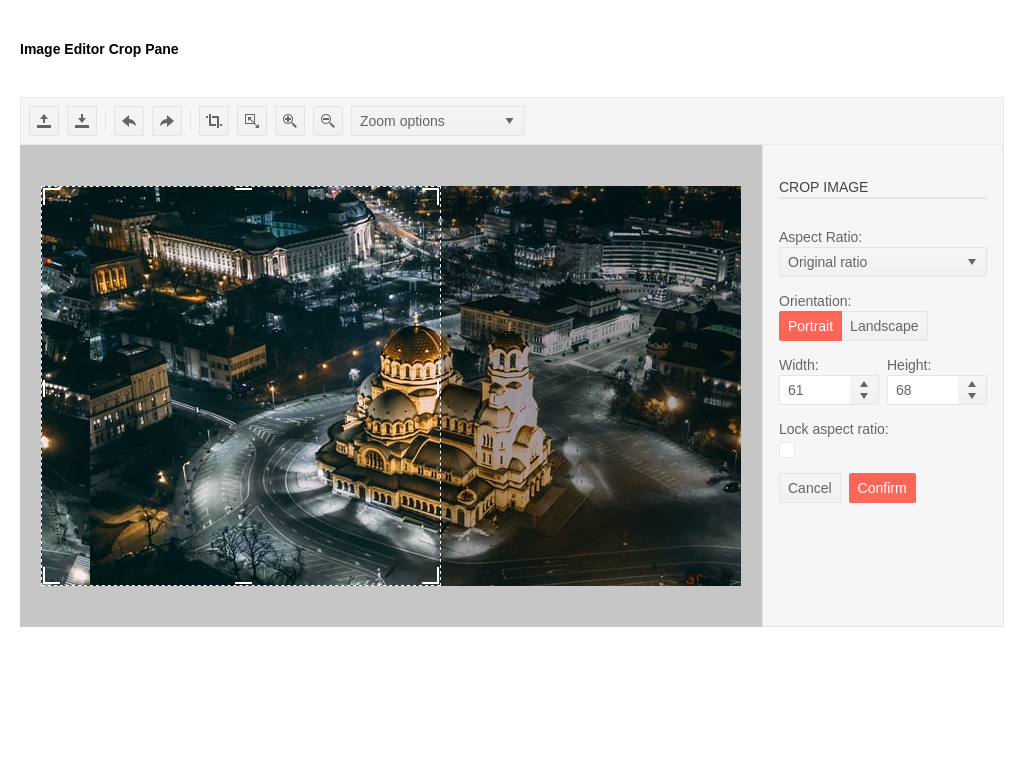 Image Editor Crop Pane
Zoom options
CROP IMAGE
Aspect Ratio:
Original ratio
Orientation:
Portrait Landscape
Width: Height:
61 68
Lock aspect ratio:
Cancel Confirm